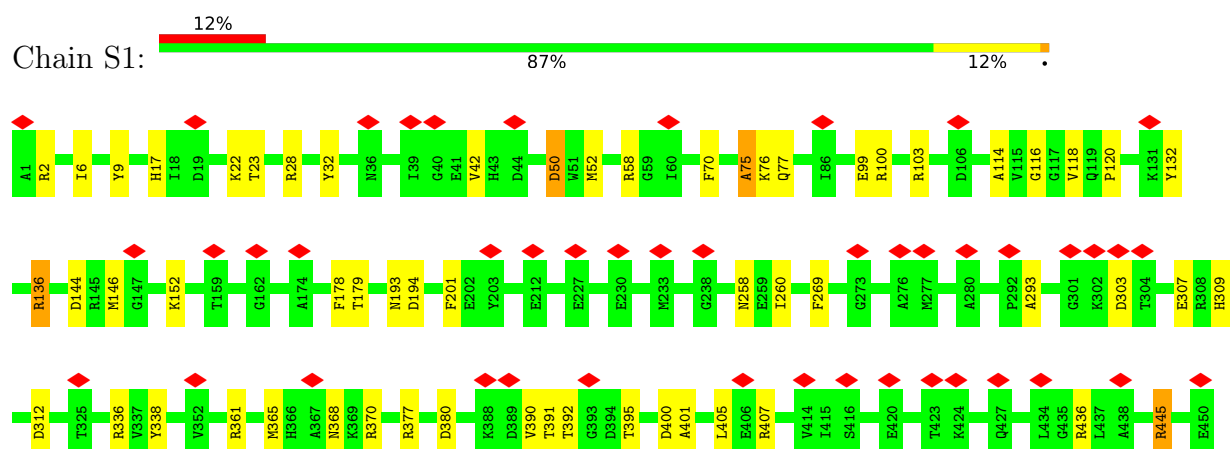 12%
Chain S1:
87% 12% •
A1 R2 I6 Y9 H17 I18 D19 K22 T23 R28 Y32 N36 I39 G40 E41 V42 H43 D44 D50 W51 M52 R58 G59 I60 F70 A75 K76 Q77 I86 E99 R100 R103 D106 A114 V115 G116 G117 V118 Q119 P120 K131 Y132
R136 D144 R145 M146 G147 K152 T159 G162 A174 F178 T179 N193 D194 F201 E202 Y203 E212 E227 E230 M233 G238 N258 E259 I260 F269 G273 A276 M277 A280 P292 A293 G301 K302 D303 T304 E307 R308 H309
D312 T325 R336 V337 Y338 V352 R361 M365 H366 A367 N368 K369 R370 R377 D380 K388 D389 V390 T391 T392 G393 D394 T395 D400 A401 L405 E406 R407 V414 I415 S416 E420 T423 K424 Q427 L434 G435 R436 L437 A438 R445 E450